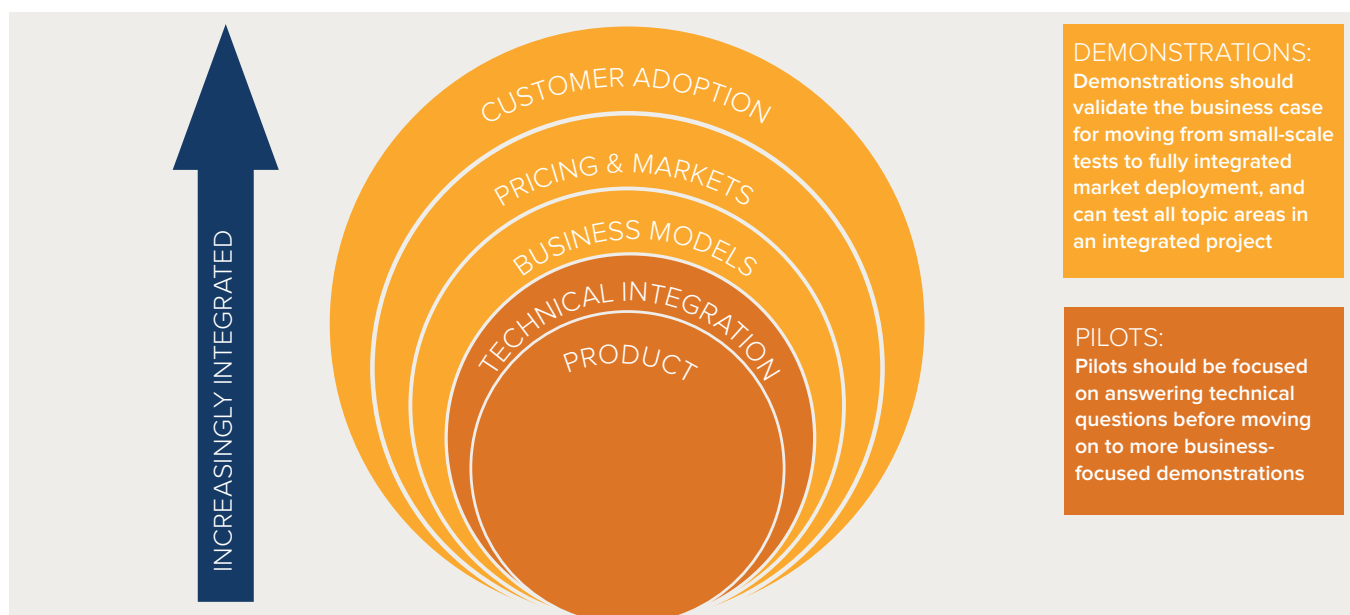 INCREASINGLY INTEGRATED
CUSTOMER ADOPTION
PRICING & MARKETS
BUSINESS MODELS
TECHNICAL INTEGRATION
PRODUCT
DEMONSTRATIONS:
Demonstrations should
validate the business case
for moving from small-scale
tests to fully integrated
market deployment, and
can test all topic areas in
an integrated project
PILOTS:
Pilots should be focused
on answering technical
questions before moving
on to more business-
focused demonstrations